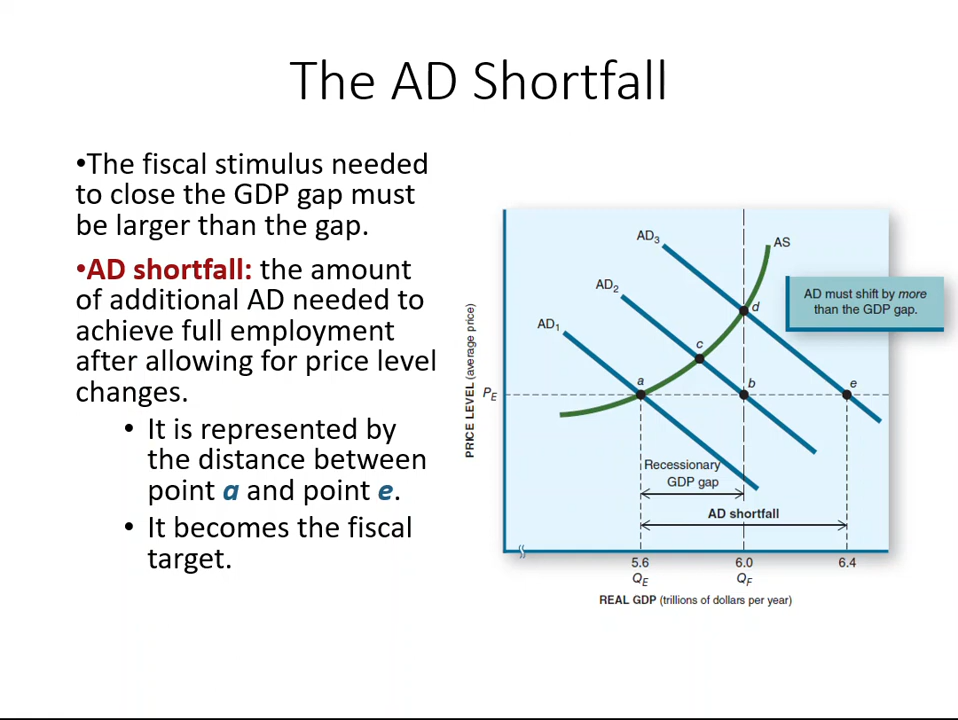 The AD Shortfall
•The fiscal stimulus needed
to close the GDP gap must
be larger than the gap.
•AD shortfall: the amount
of additional AD needed to
achieve full employment
after allowing for price level
changes.
• It is represented by
the distance between
point a and point e.
• It becomes the fiscal
target.
PRICE LEVEL (average price)
PE
AD3
AD2
AD1
AS
AD must shift by more
than the GDP gap.
d
c
a
b
e
Recessionary
GDP gap
AD shortfall
5.6
6.0
6.4
QE
QF
REAL GDP (trillions of dollars per year)